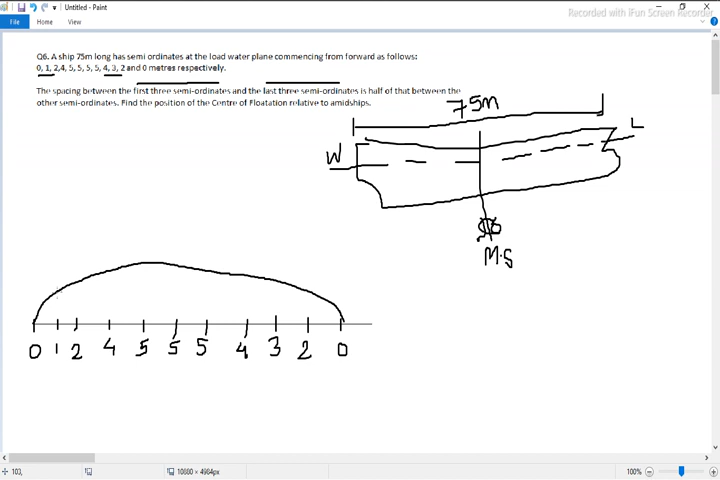 Untitled - Paint
Recorded with iFun Screen Recorder
File Home View
Q6. A ship 75m long has semi ordinates at the load water plane commencing from forward as follows:
0, 1, 2,4, 5, 5, 5, 5, 4, 3, 2 and 0 metres respectively.
The spacing between the first three semi-ordinates and the last three semi-ordinates is half of that between the
other semi-ordinates. Find the position of the Centre of Floatation relative to amidships.
75m
W L
M.S
0 1 2 4 5 5 5 4 3 2 0
103, 10880 × 4984px 100%